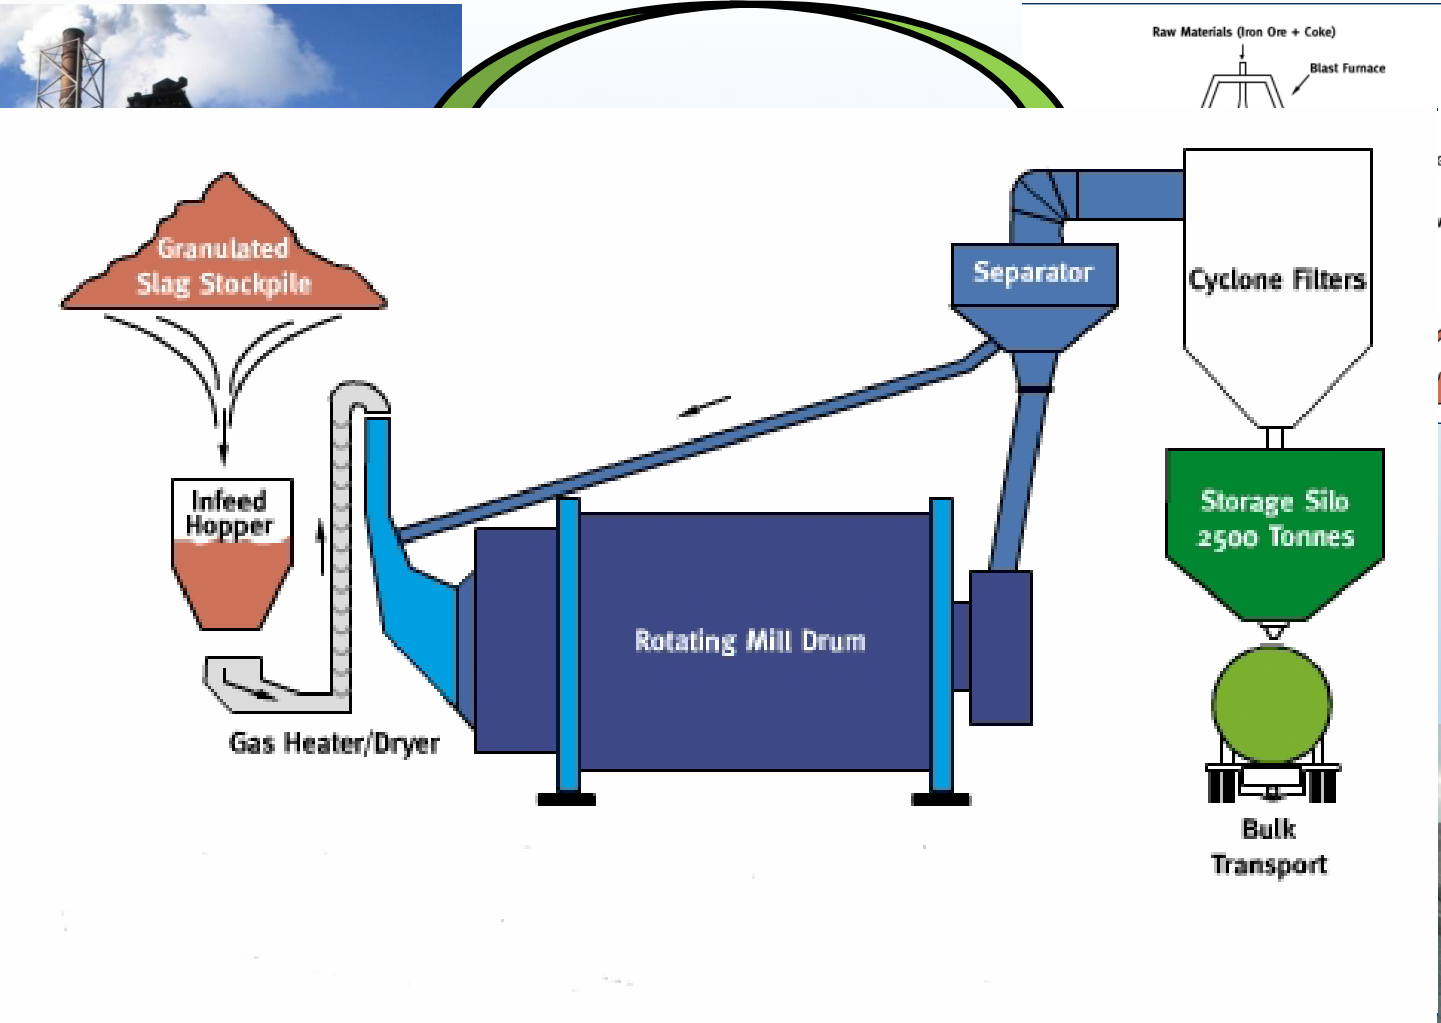 Raw Materials (Iron Ore + Coke)
Blast Furnace
Granulated
Slag Stockpile
Separator
Cyclone Filters
Infeed
Hopper
Storage Silo
2500 Tonnes
Rotating Mill Drum
Gas Heater/Dryer
Bulk
Transport